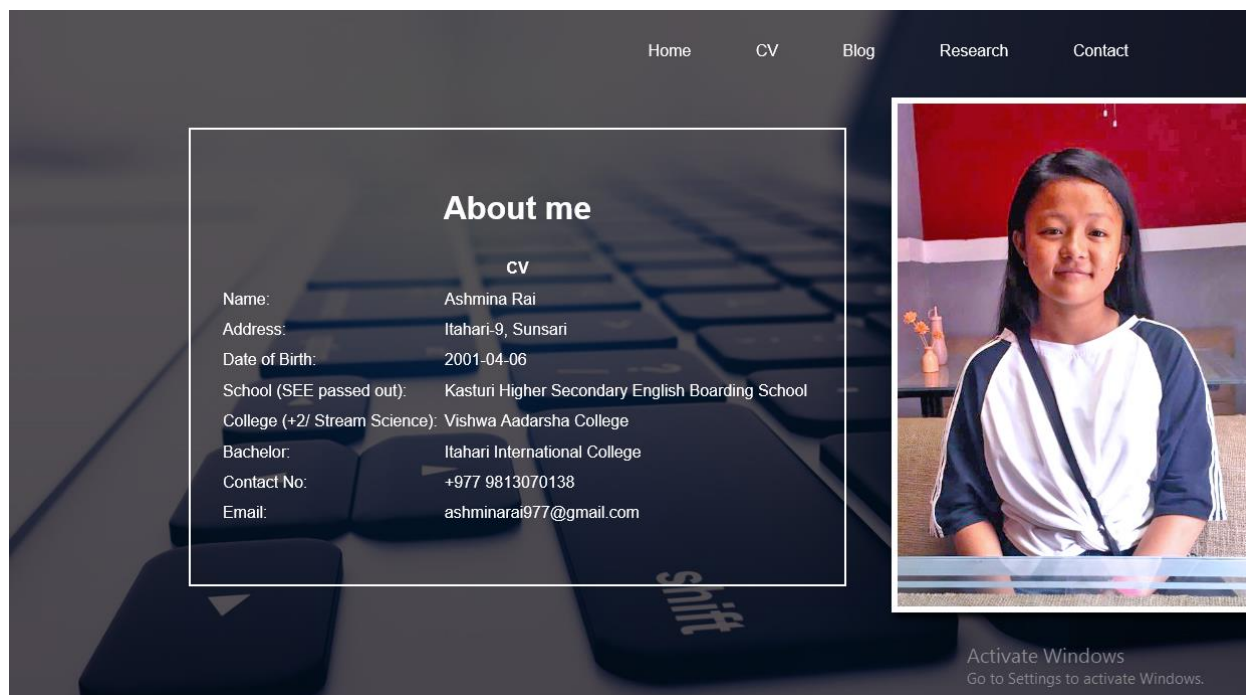 Home CV Blog Research Contact
About me
CV
Name: Ashmina Rai
Address: Itahari-9, Sunsari
Date of Birth: 2001-04-06
School (SEE passed out): Kasturi Higher Secondary English Boarding School
College (+2/ Stream Science): Vishwa Aadarsha College
Bachelor: Itahari International College
Contact No: +977 9813070138
Email: ashminarai977@gmail.com
shift
Activate Windows
Go to Settings to activate Windows.